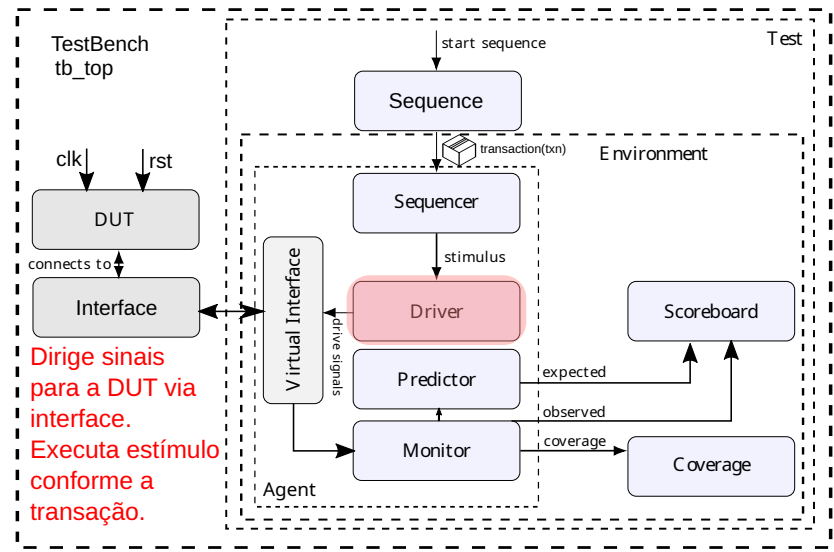 TestBench
tb_top
Test
start sequence
Sequence
transaction(txn)
Environment
clk
rst
DUT
Sequencer
connects to
stimulus
Interface
Virtual Interface
Driver
drive signals
Scoreboard
Predictor
expected
observed
Monitor
coverage
Coverage
Agent
Dirige sinais
para a DUT via
interface.
Executa estímulo
conforme a
transação.